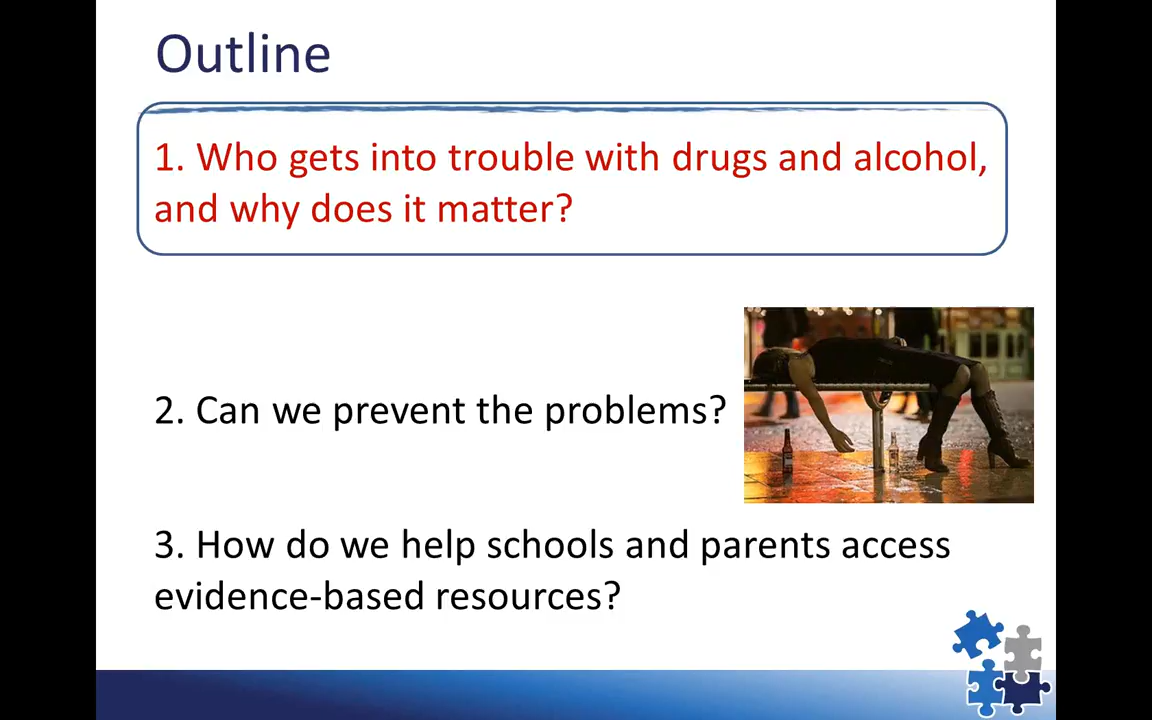 Outline
1. Who gets into trouble with drugs and alcohol,
and why does it matter?
2. Can we prevent the problems?
3. How do we help schools and parents access
evidence-based resources?